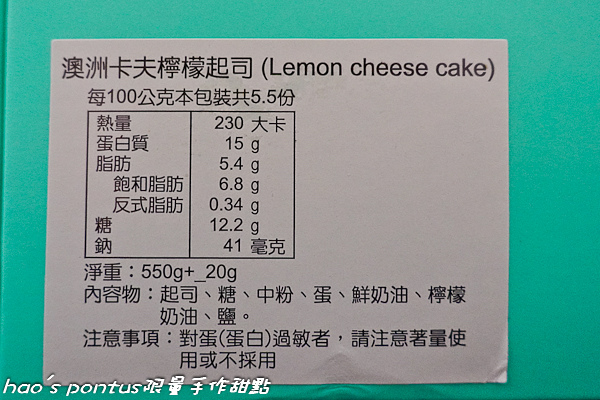 澳洲卡夫檸檬起司 (Lemon cheese cake)
每100公克本包裝共5.5份
熱量 230 大卡
蛋白質 15 g
脂肪 5.4 g
飽和脂肪 6.8 g
反式脂肪 0.34 g
糖 12.2 g
鈉 41 毫克
淨重：550g+_20g
內容物：起司、糖、中粉、蛋、鮮奶油、檸檬
奶油、鹽。
注意事項：對蛋(蛋白)過敏者，請注意著量使
用或不採用
hao's pontus限量手作甜點